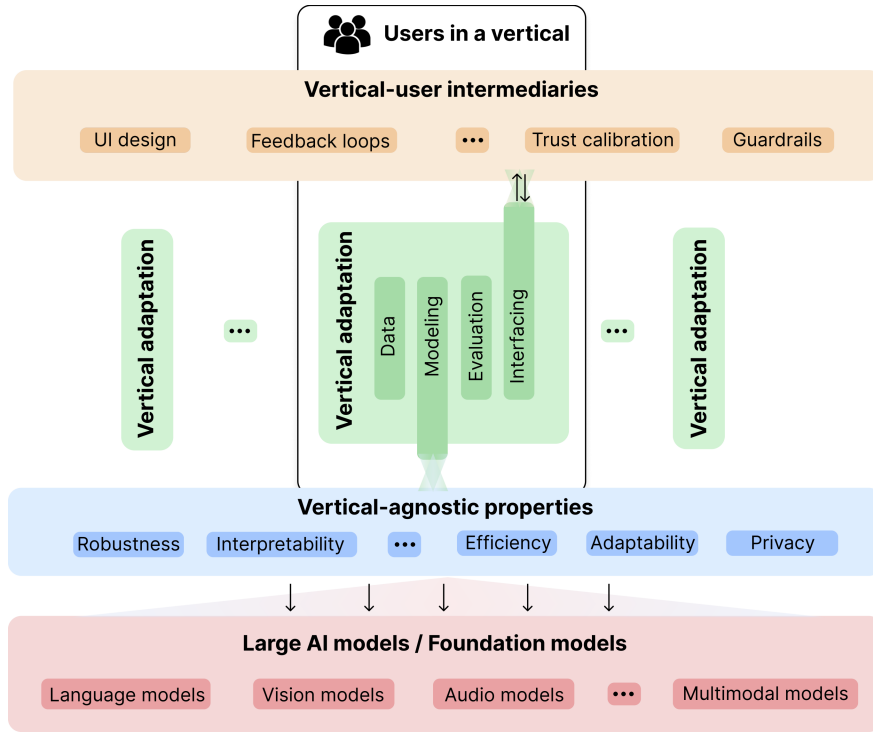 Users in a vertical
Vertical-user intermediaries
UI design
Feedback loops
•••
Trust calibration
Guardrails
Vertical adaptation
•••
Vertical adaptation
Data
Modeling
Evaluation
Interfacing
•••
Vertical adaptation
Vertical-agnostic properties
Robustness
Interpretability
•••
Efficiency
Adaptability
Privacy
Large AI models / Foundation models
Language models
Vision models
Audio models
•••
Multimodal models